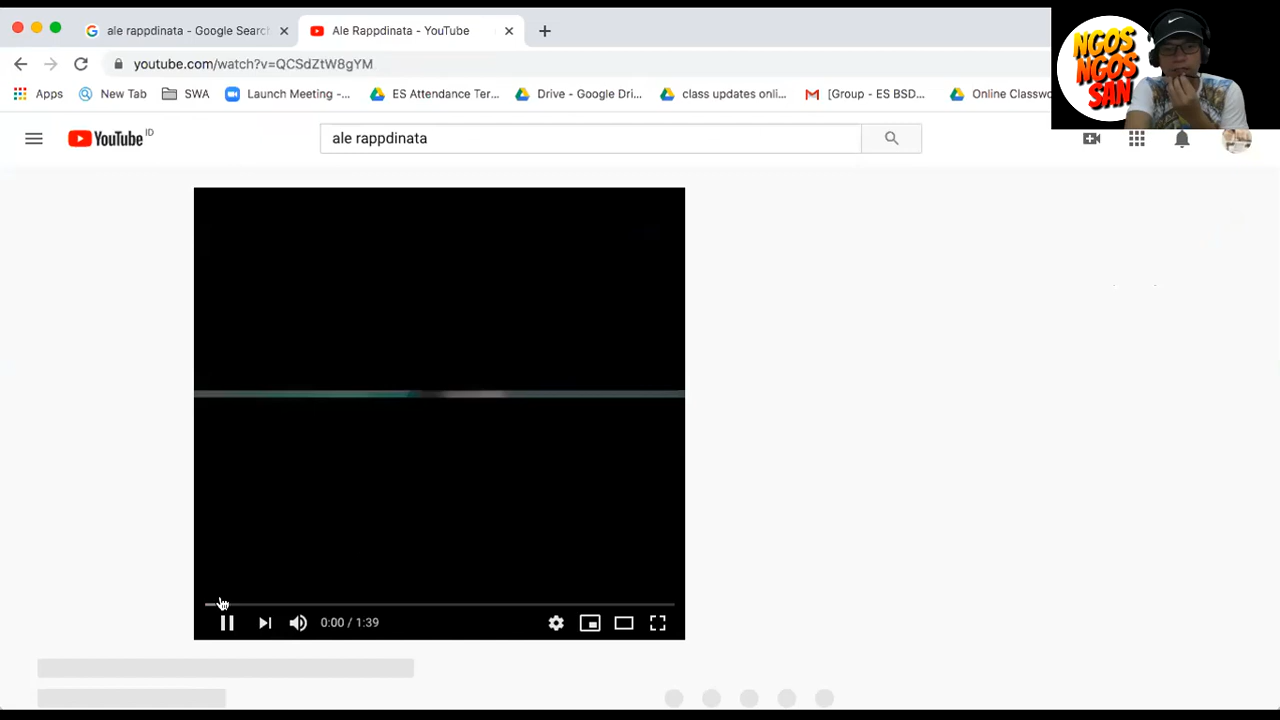 ale rappdinata - Google Search
Ale Rappdinata - YouTube
youtube.com/watch?v=QCSdZtW8gYM
Apps
New Tab
SWA
Launch Meeting -...
ES Attendance Ter...
Drive - Google Dri...
class updates onli...
[Group - ES BSD...
Online Classwo
NGOS
NGOS
SAN
YouTube ID
ale rappdinata
0:00 / 1:39